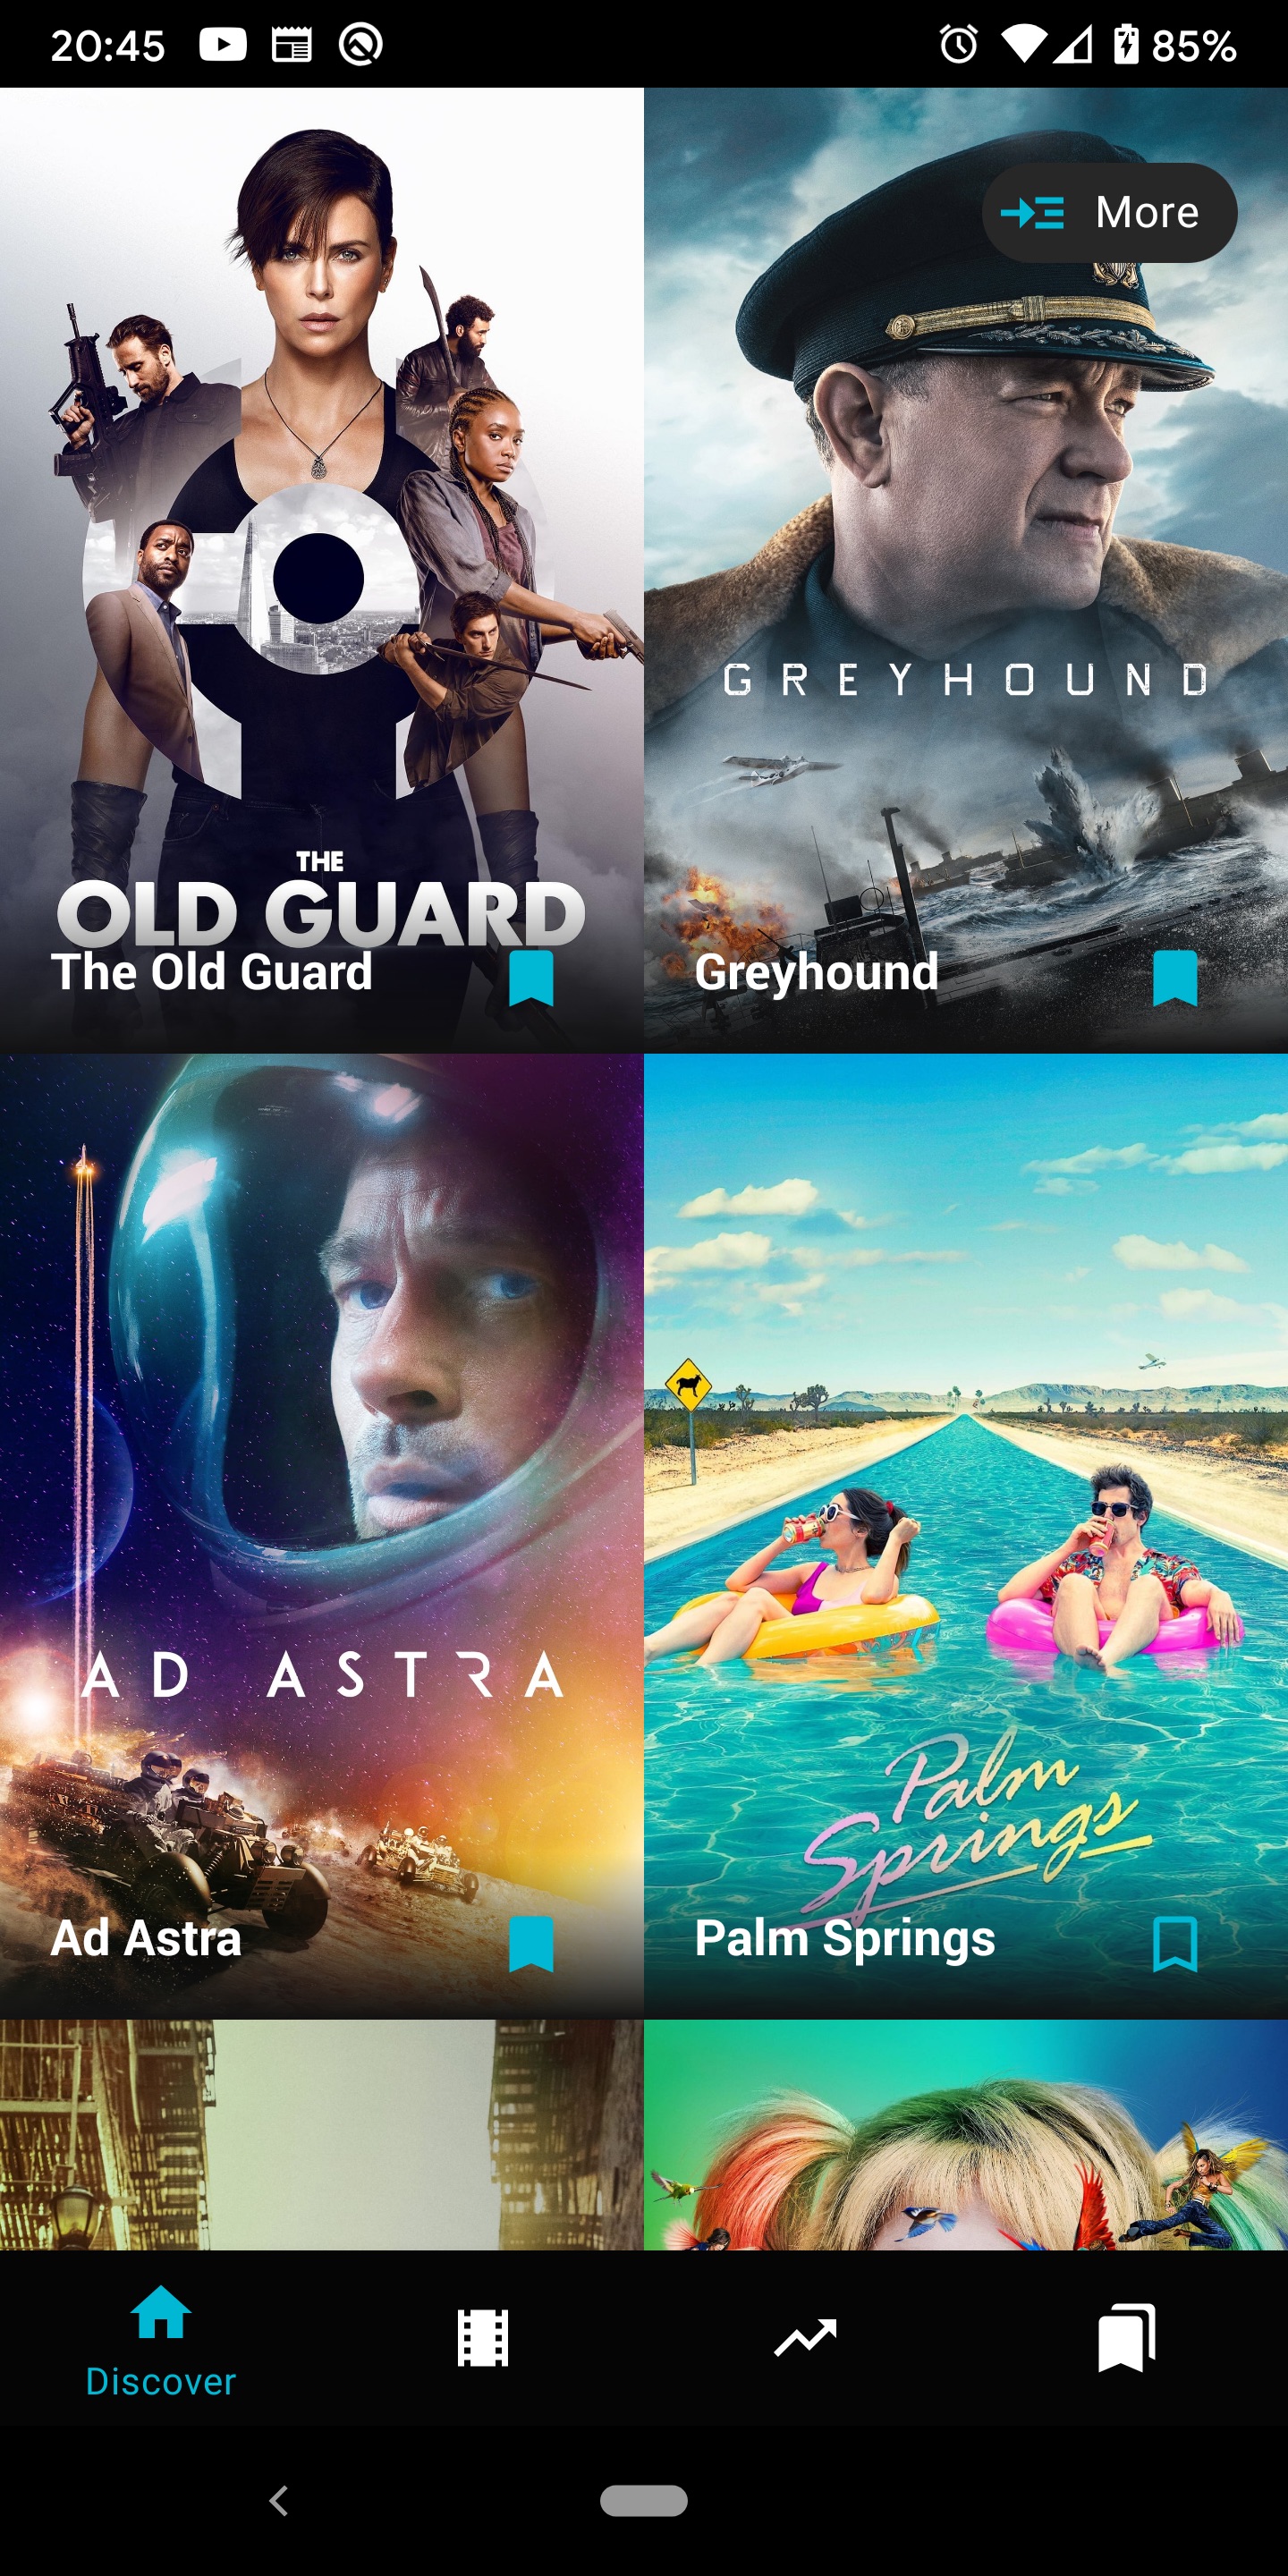 20:45
85%
More
GREYHOUND
THE
OLD GUARD
The Old Guard
Greyhound
AD ASTRA
Palm
Springs
Ad Astra
Palm Springs
Discover